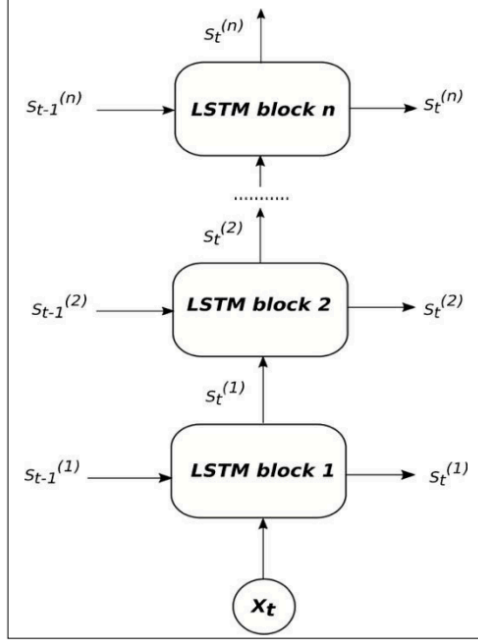 St(n)
St-1(n) LSTM block n St(n)
............
St(2)
St-1(2) LSTM block 2 St(2)
St(1)
St-1(1) LSTM block 1 St(1)
Xt